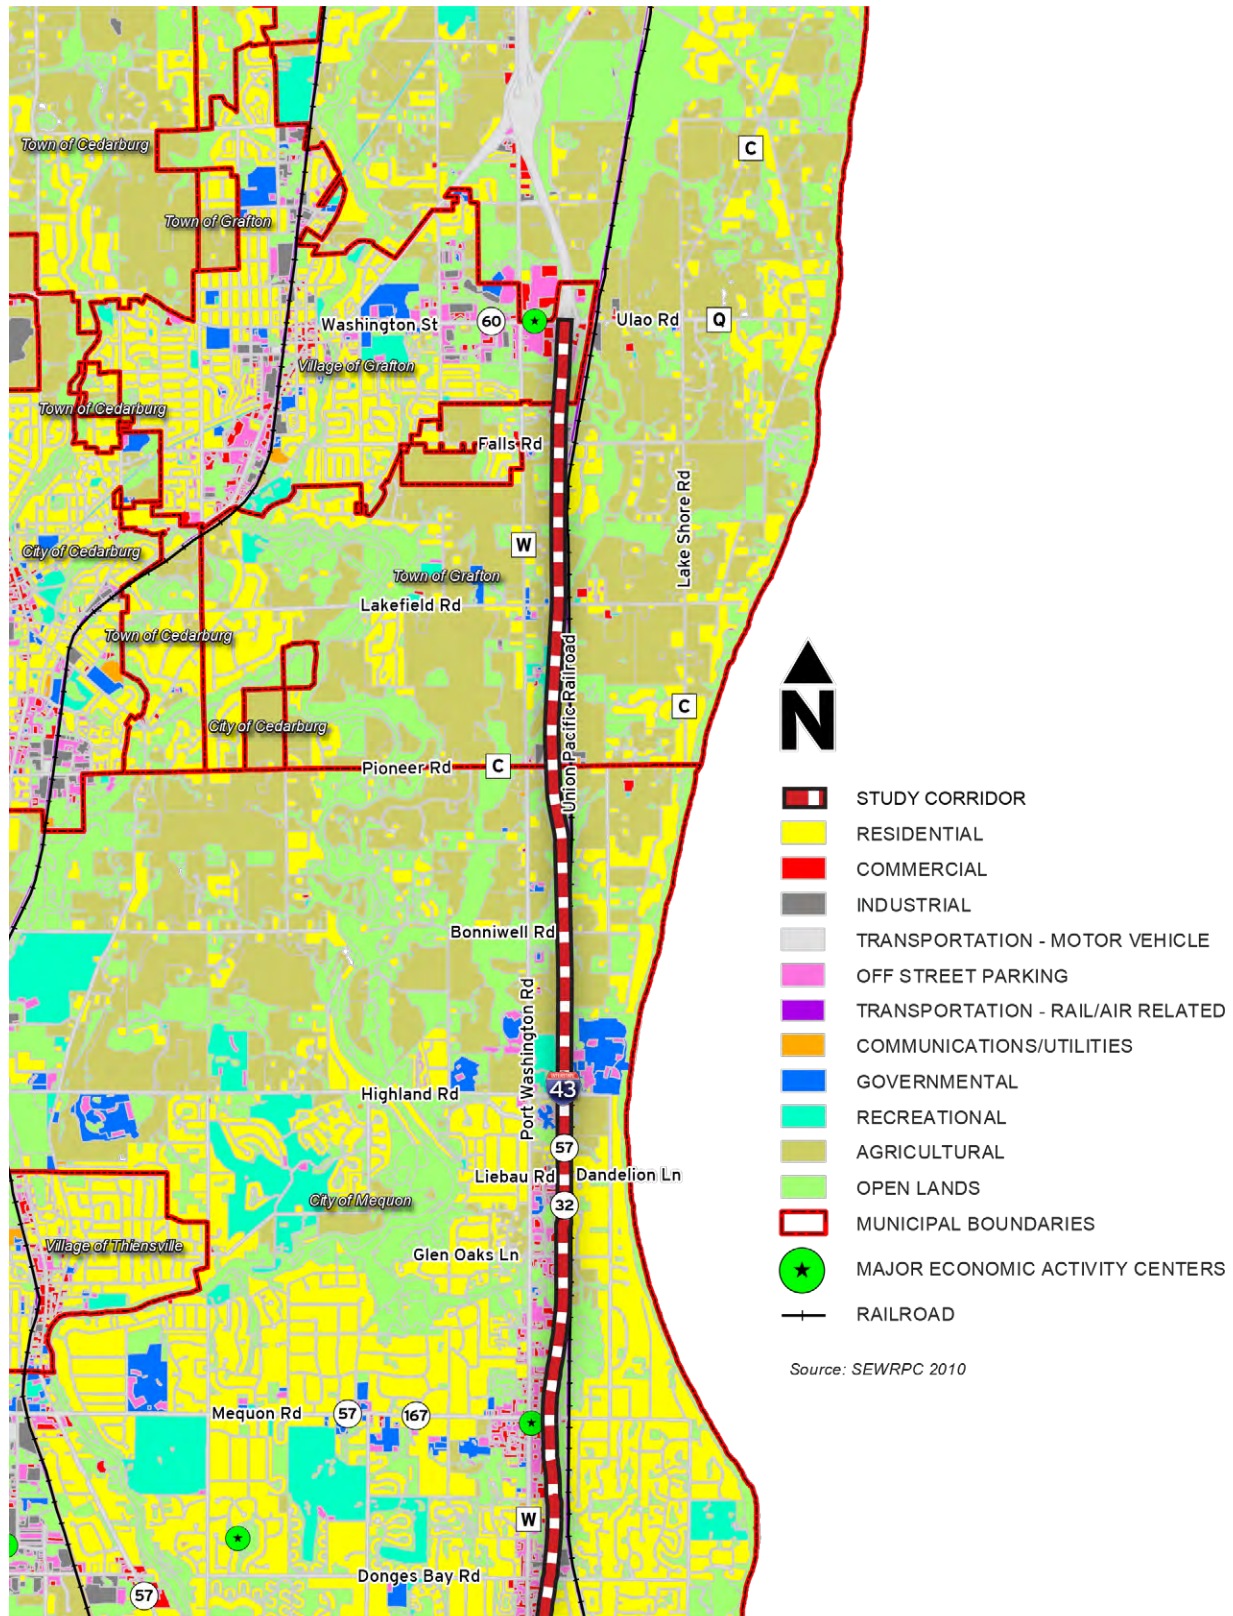 Town of Cedarburg
C
Town of Grafton
Washington St
60
Ulao Rd
Q
Village of Grafton
Town of Cedarburg
Falls Rd
Lake Shore Rd
W
City of Cedarburg
Town of Grafton
Lakefield Rd
Town of Cedarburg
Union Pacific Railroad
C
City of Cedarburg
Pioneer Rd
C
STUDY CORRIDOR
RESIDENTIAL
COMMERCIAL
INDUSTRIAL
TRANSPORTATION - MOTOR VEHICLE
OFF STREET PARKING
TRANSPORTATION - RAIL/AIR RELATED
COMMUNICATIONS/UTILITIES
GOVERNMENTAL
RECREATIONAL
AGRICULTURAL
OPEN LANDS
MUNICIPAL BOUNDARIES
MAJOR ECONOMIC ACTIVITY CENTERS
RAILROAD
Source: SEWRPC 2010
N
Bonniwell Rd
Port Washington Rd
Highland Rd
43
57
Liebau Rd
Dandelion Ln
32
City of Mequon
Village of Thiensville
Glen Oaks Ln
Mequon Rd
57
167
W
Donges Bay Rd
57